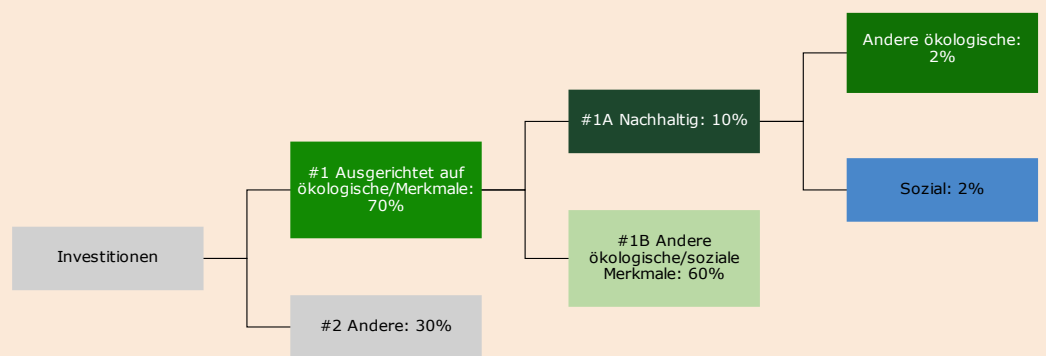 Investitionen
#1 Ausgerichtet auf
ökologische/Merkmale:
70%
#2 Andere: 30%
#1A Nachhaltig: 10%
#1B Andere
ökologische/soziale
Merkmale: 60%
Andere ökologische:
2%
Sozial: 2%